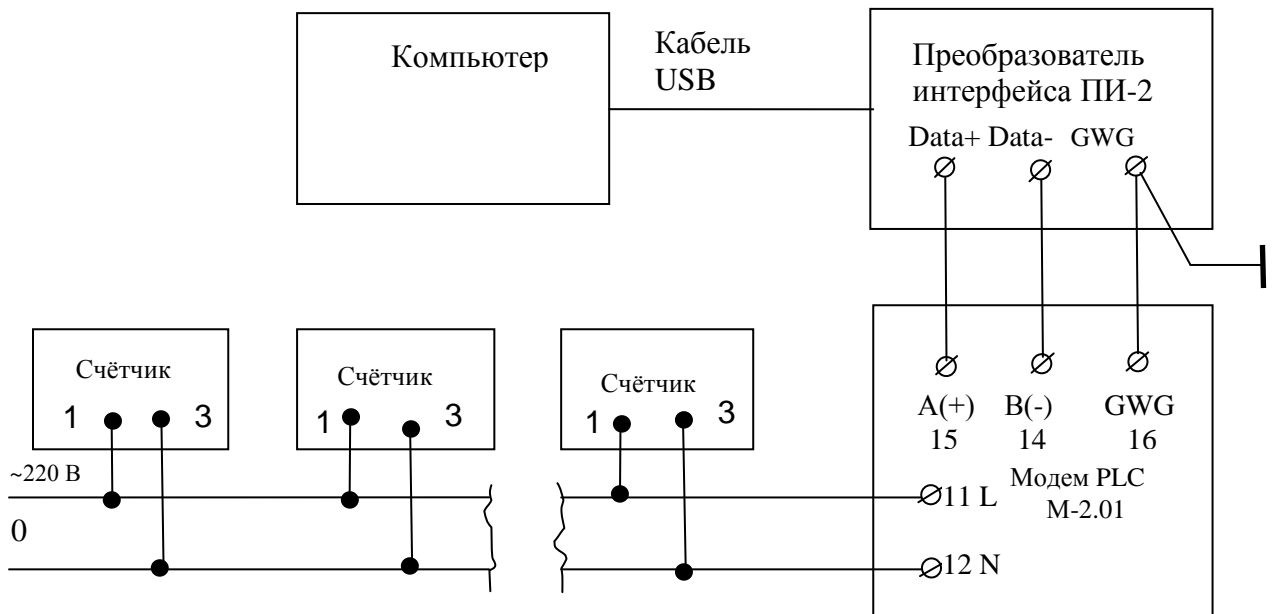 Компьютер
Кабель
USB
Преобразователь
интерфейса ПИ-2
Data+ Data- GWG
Счётчик
1 3
Счётчик
1 3
Счётчик
1 3
A(+) B(-) GWG
15 14 16
Модем PLC
М-2.01
~220 В
11 L
0
12 N